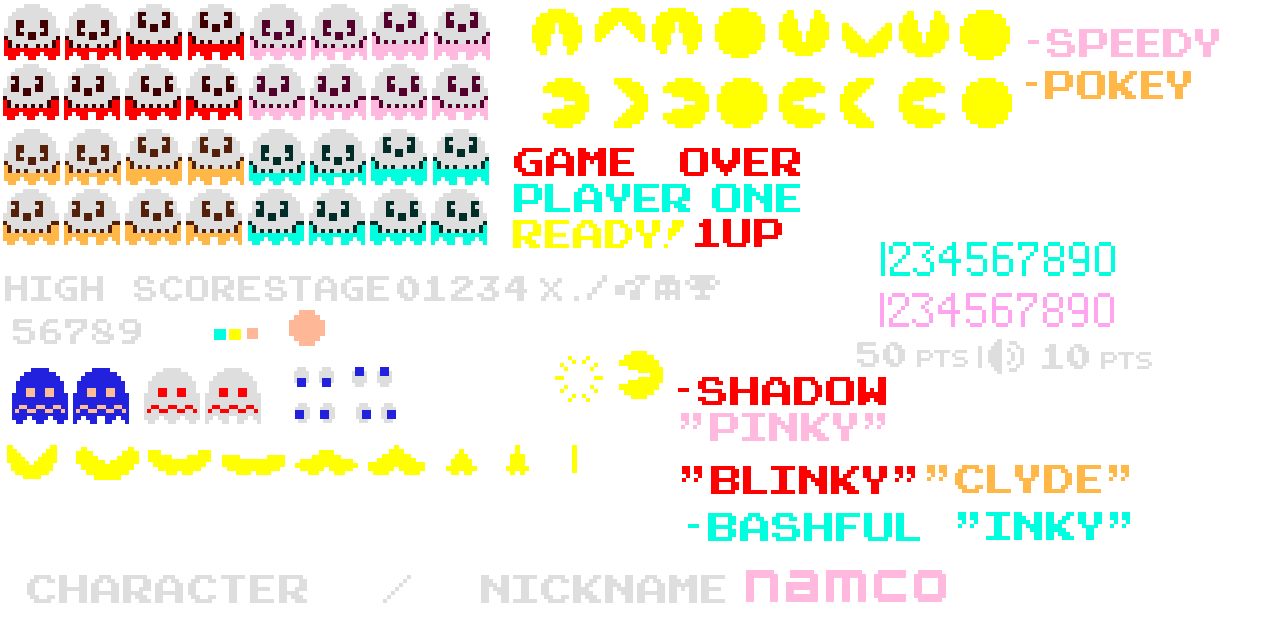 -SPEEDY
-POKEY
GAME OVER
PLAYER ONE
READY! 1UP
1234567890
HIGH SCORESTAGE01234 X./
1234567890
56789
50 PTS 10 PTS
-SHADOW
"PINKY"
"BLINKY" "CLYDE"
-BASHFUL "INKY"
CHARACTER / NICKNAME namco